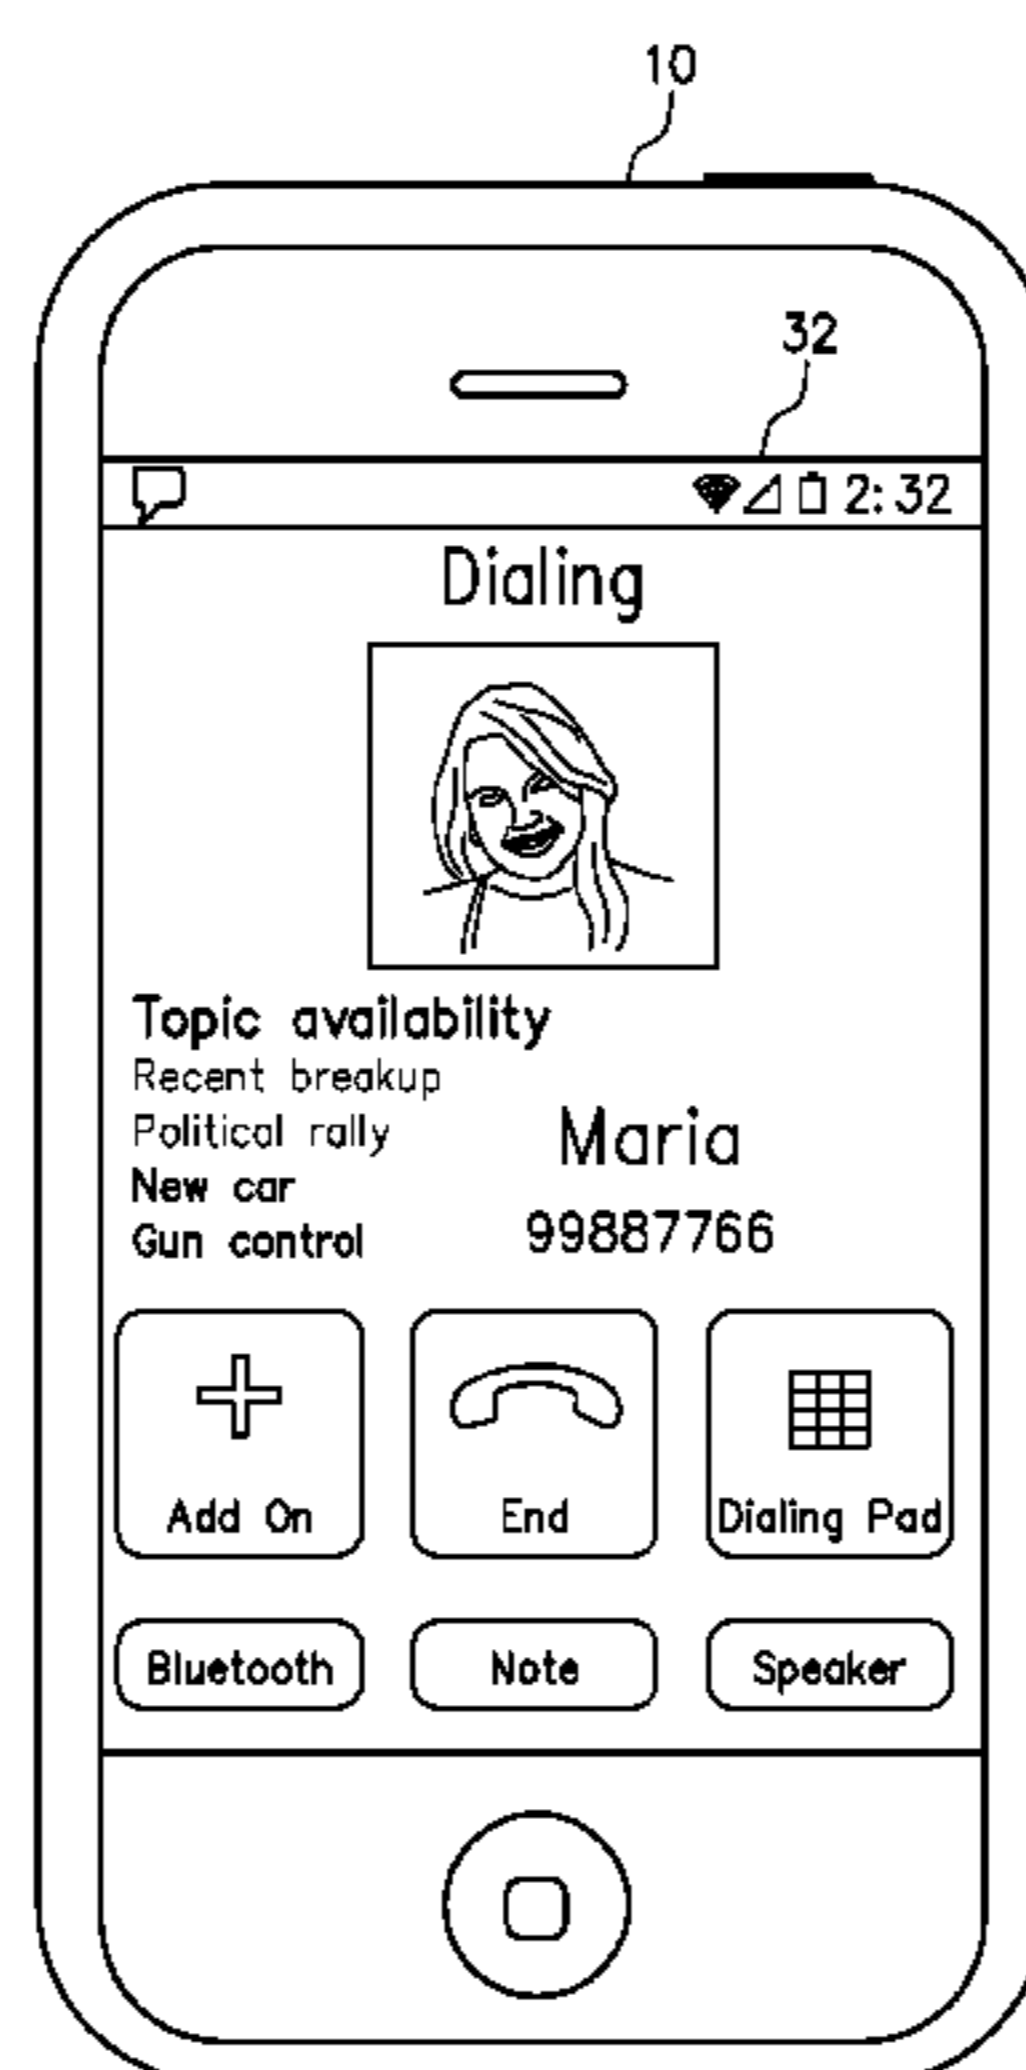 10
32
2:32
Dialing
Topic availability
Recent breakup
Political rally
New car
Gun control
Maria
99887766
Add On
End
Dialing Pad
Bluetooth
Note
Speaker